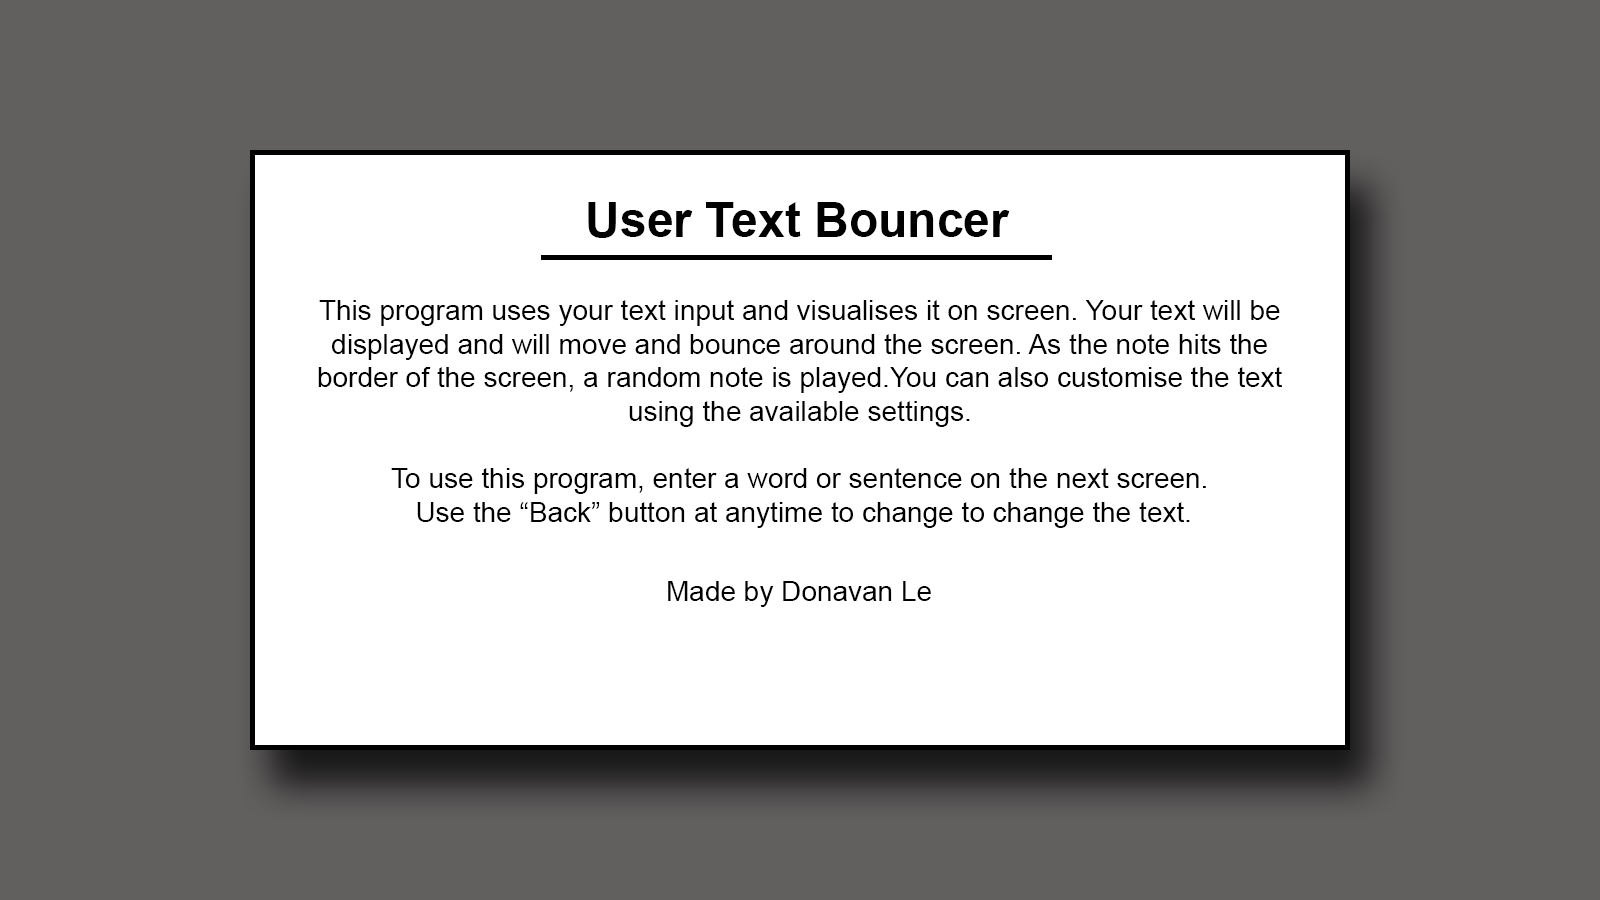 User Text Bouncer
This program uses your text input and visualises it on screen. Your text will be
displayed and will move and bounce around the screen. As the note hits the
border of the screen, a random note is played.You can also customise the text
using the available settings.
To use this program, enter a word or sentence on the next screen.
Use the “Back” button at anytime to change to change the text.
Made by Donavan Le